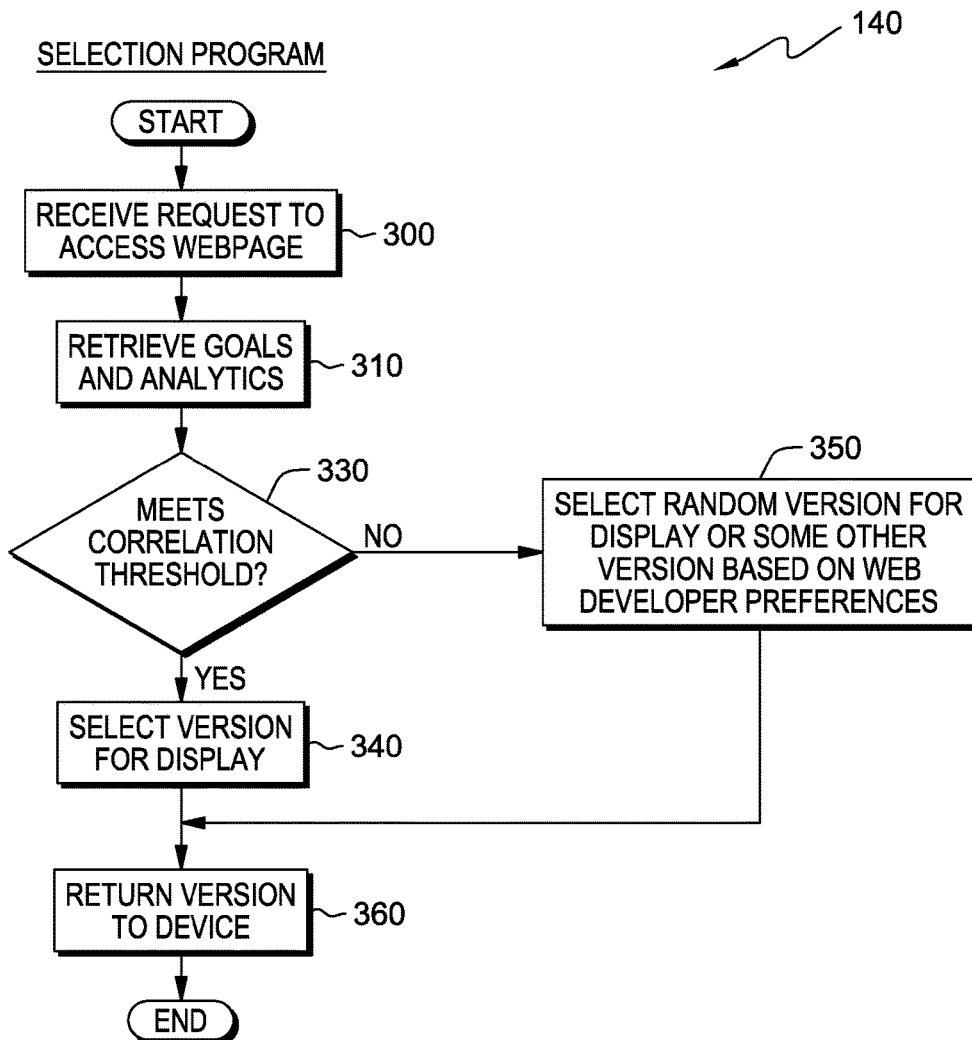 140
SELECTION PROGRAM
START
RECEIVE REQUEST TO
ACCESS WEBPAGE
300
RETRIEVE GOALS
AND ANALYTICS
310
MEETS
CORRELATION
THRESHOLD?
330
NO
350
SELECT RANDOM VERSION FOR
DISPLAY OR SOME OTHER
VERSION BASED ON WEB
DEVELOPER PREFERENCES
YES
SELECT VERSION
FOR DISPLAY
340
RETURN VERSION
TO DEVICE
360
END